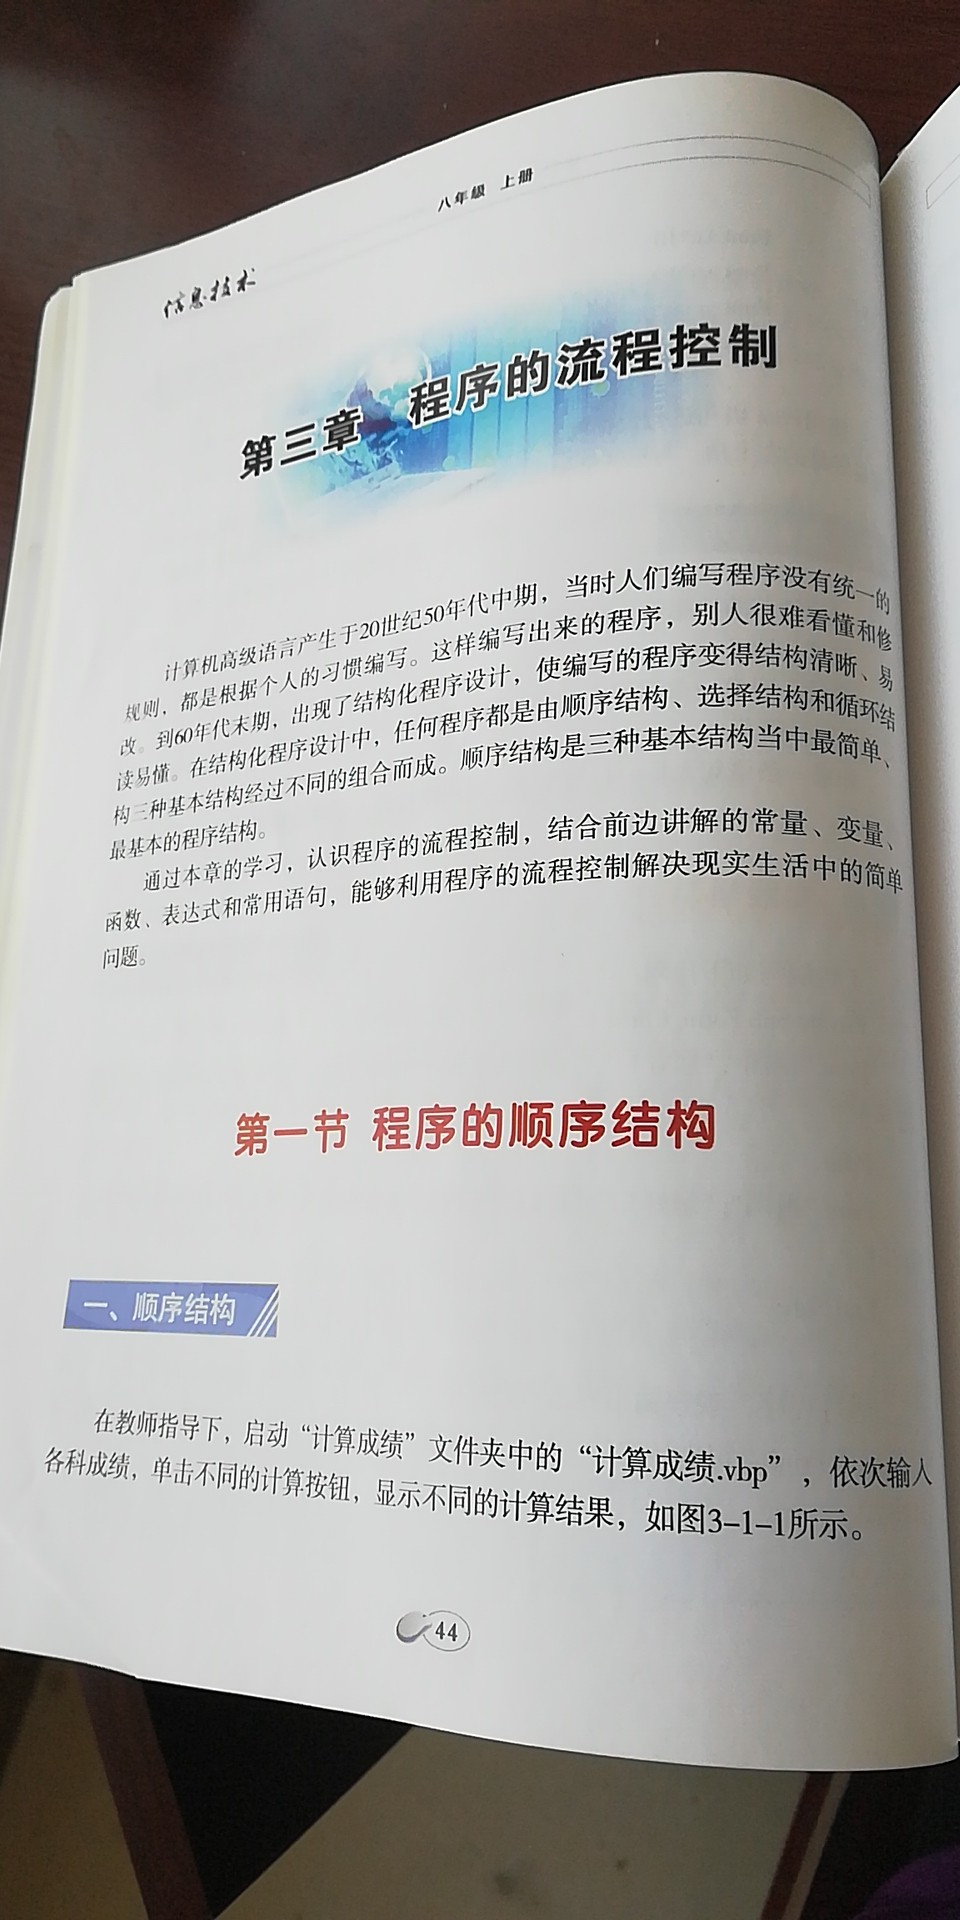 八年级 上册
信息技术
第三章 程序的流程控制
计算机高级语言产生于20世纪50年代中期，当时人们编写程序没有统一的
规则，都是根据个人的习惯编写。这样编写出来的程序，别人很难看懂和修
改。到60年代末期，出现了结构化程序设计，使编写的程序变得结构清晰、易
读易懂。在结构化程序设计中，任何程序都是由顺序结构、选择结构和循环结
构三种基本结构经过不同的组合而成。顺序结构是三种基本结构当中最简单、
最基本的程序结构。
通过本章的学习，认识程序的流程控制，结合前边讲解的常量、变量、
函数、表达式和常用语句，能够利用程序的流程控制解决现实生活中的简单
问题。
第一节 程序的顺序结构
一、顺序结构
在教师指导下，启动“计算成绩”文件夹中的“计算成绩.vbp”，依次输入
各科成绩，单击不同的计算按钮，显示不同的计算结果，如图3-1-1所示。
44